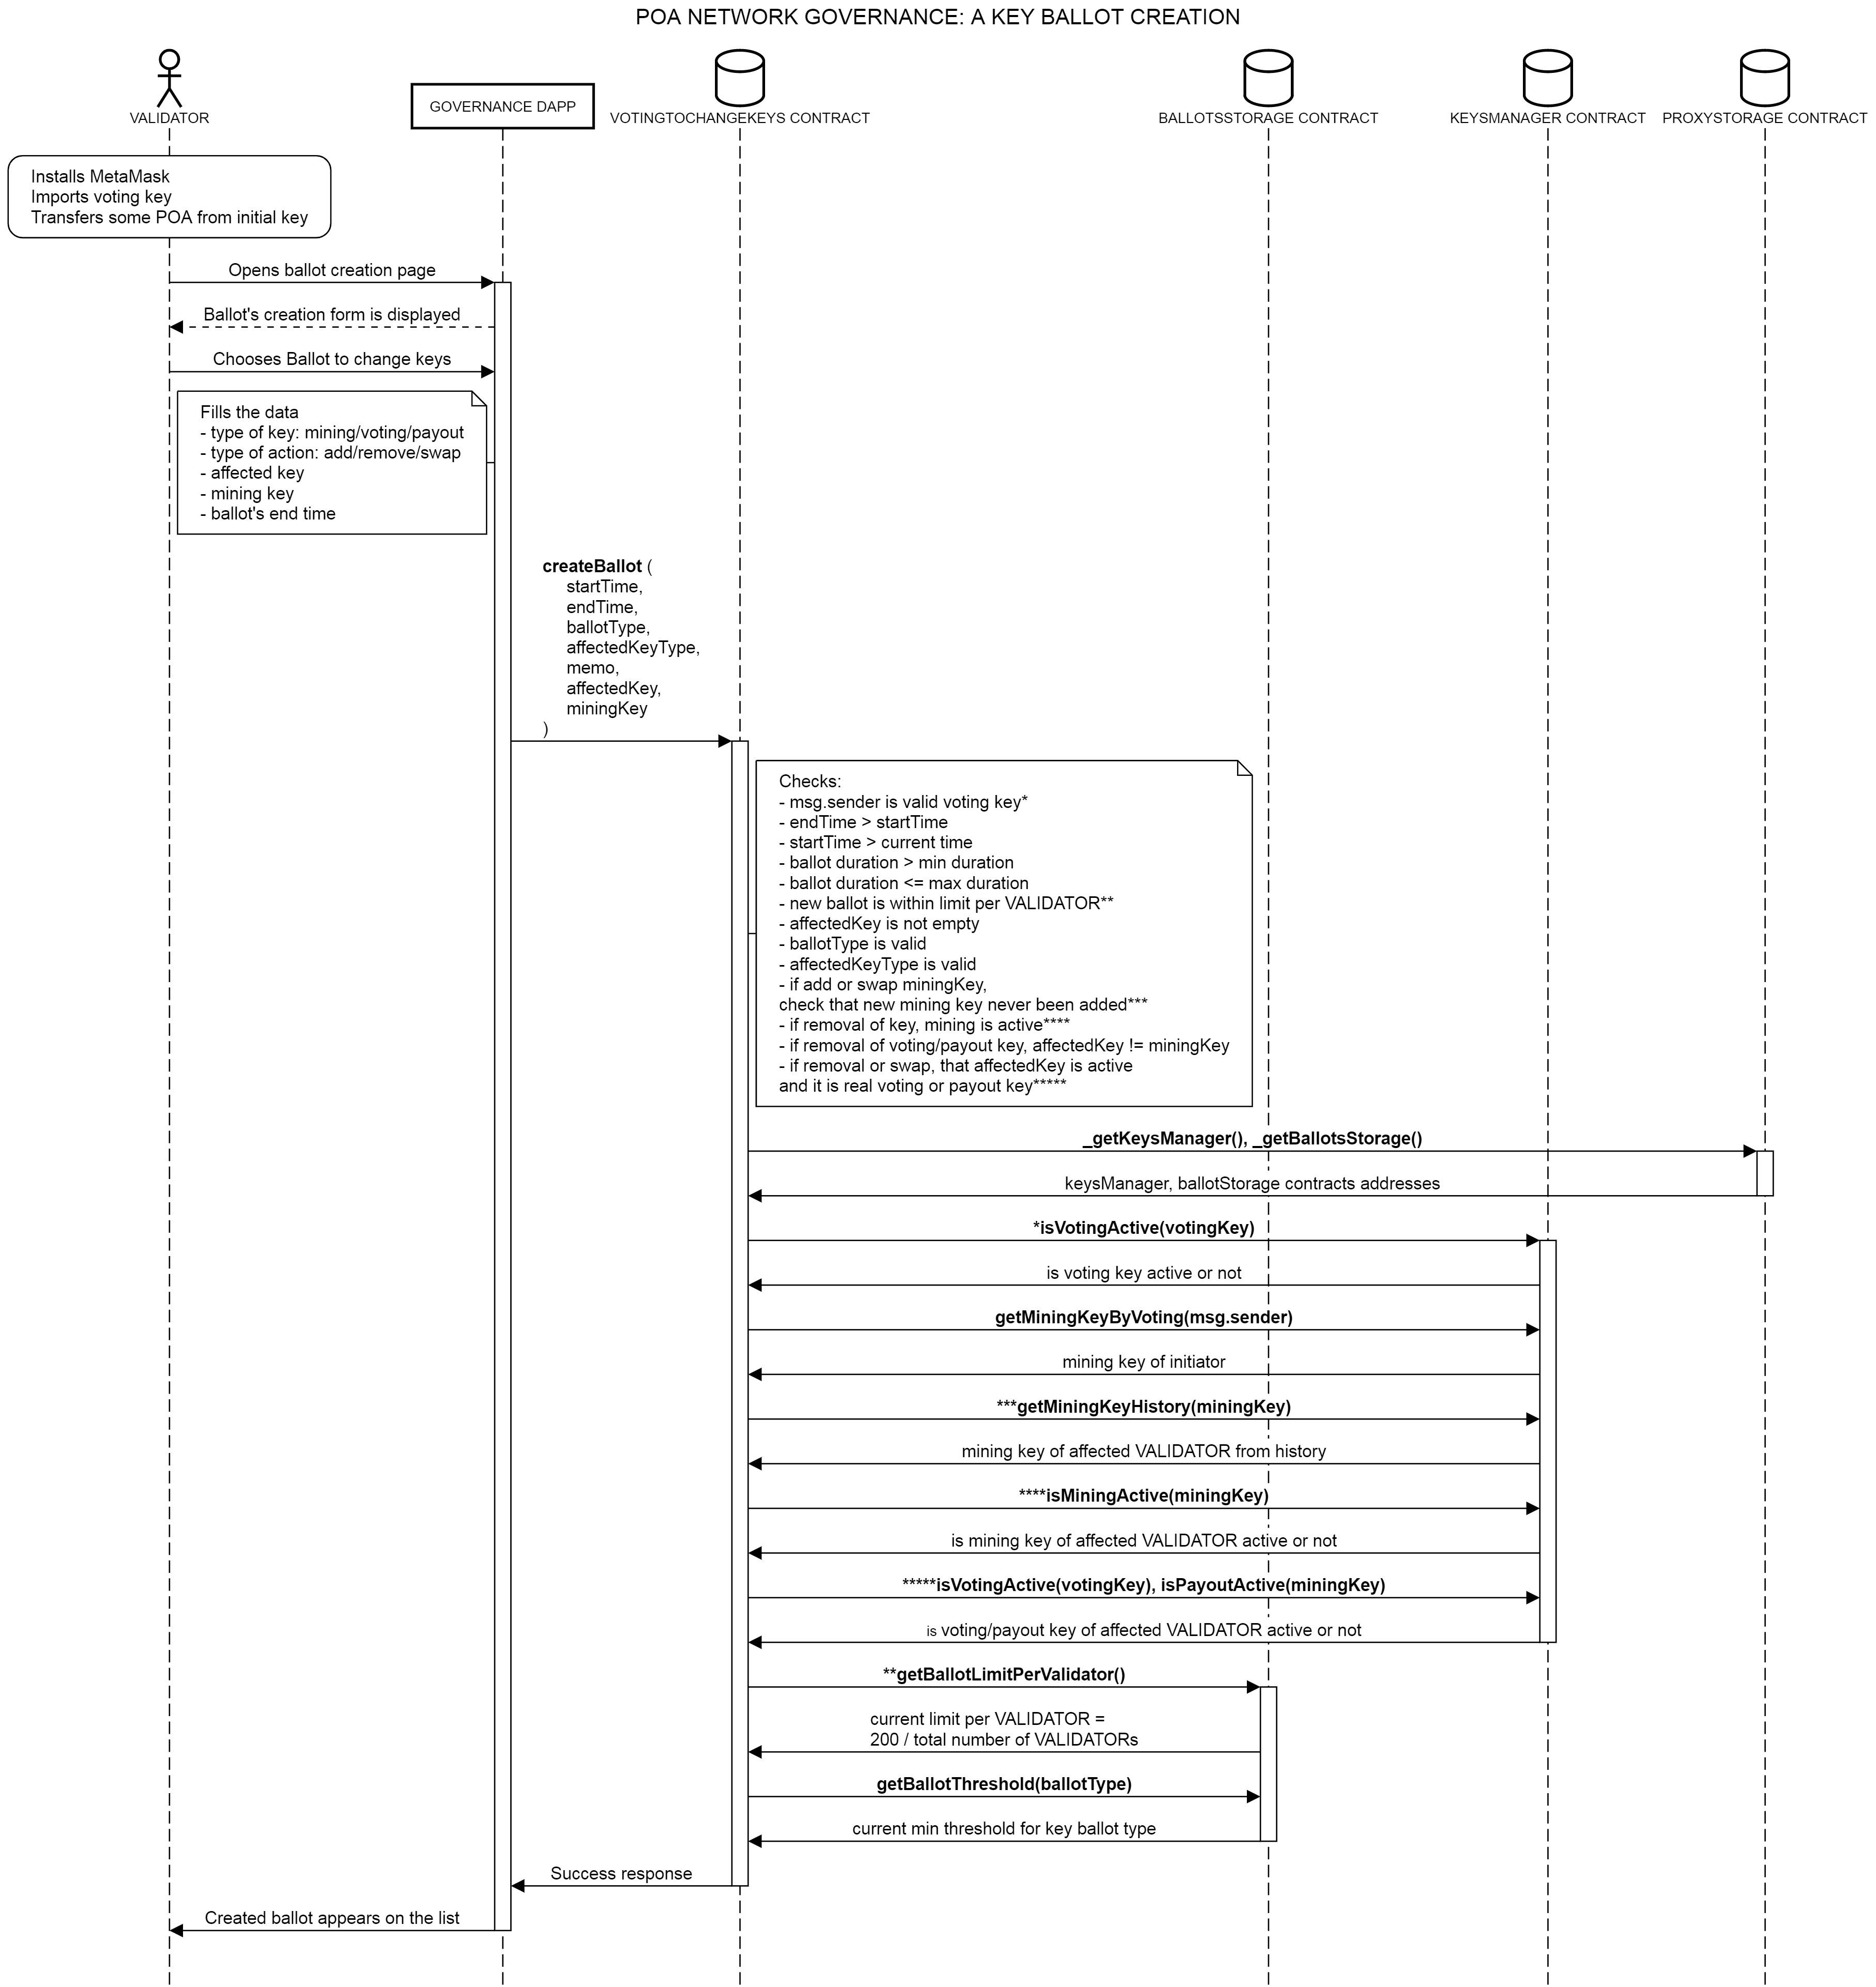 POA NETWORK GOVERNANCE: A KEY BALLOT CREATION
VALIDATOR
GOVERNANCE DAPP
VOTINGTOCHANGEKEYS CONTRACT
BALLOTSSTORAGE CONTRACT
KEYSMANAGER CONTRACT
PROXYSTORAGE CONTRACT
Installs MetaMask
Imports voting key
Transfers some POA from initial key
Opens ballot creation page
Ballot's creation form is displayed
Chooses Ballot to change keys
Fills the data
- type of key: mining/voting/payout
- type of action: add/remove/swap
- affected key
- mining key
- ballot's end time
createBallot (
startTime,
endTime,
ballotType,
affectedKeyType,
memo,
affectedKey,
miningKey
)
Checks:
- msg.sender is valid voting key*
- endTime > startTime
- startTime > current time
- ballot duration > min duration
- ballot duration <= max duration
- new ballot is within limit per VALIDATOR**
- affectedKey is not empty
- ballotType is valid
- affectedKeyType is valid
- if add or swap miningKey,
check that new mining key never been added***
- if removal of key, mining is active****
- if removal of voting/payout key, affectedKey != miningKey
- if removal or swap, that affectedKey is active
and it is real voting or payout key*****
_getKeysManager(), _getBallotsStorage()
keysManager, ballotStorage contracts addresses
*isVotingActive(votingKey)
is voting key active or not
getMiningKeyByVoting(msg.sender)
mining key of initiator
***getMiningKeyHistory(miningKey)
mining key of affected VALIDATOR from history
****isMiningActive(miningKey)
is mining key of affected VALIDATOR active or not
*****isVotingActive(votingKey), isPayoutActive(miningKey)
is voting/payout key of affected VALIDATOR active or not
**getBallotLimitPerValidator()
current limit per VALIDATOR =
200 / total number of VALIDATORs
getBallotThreshold(ballotType)
current min threshold for key ballot type
Success response
Created ballot appears on the list